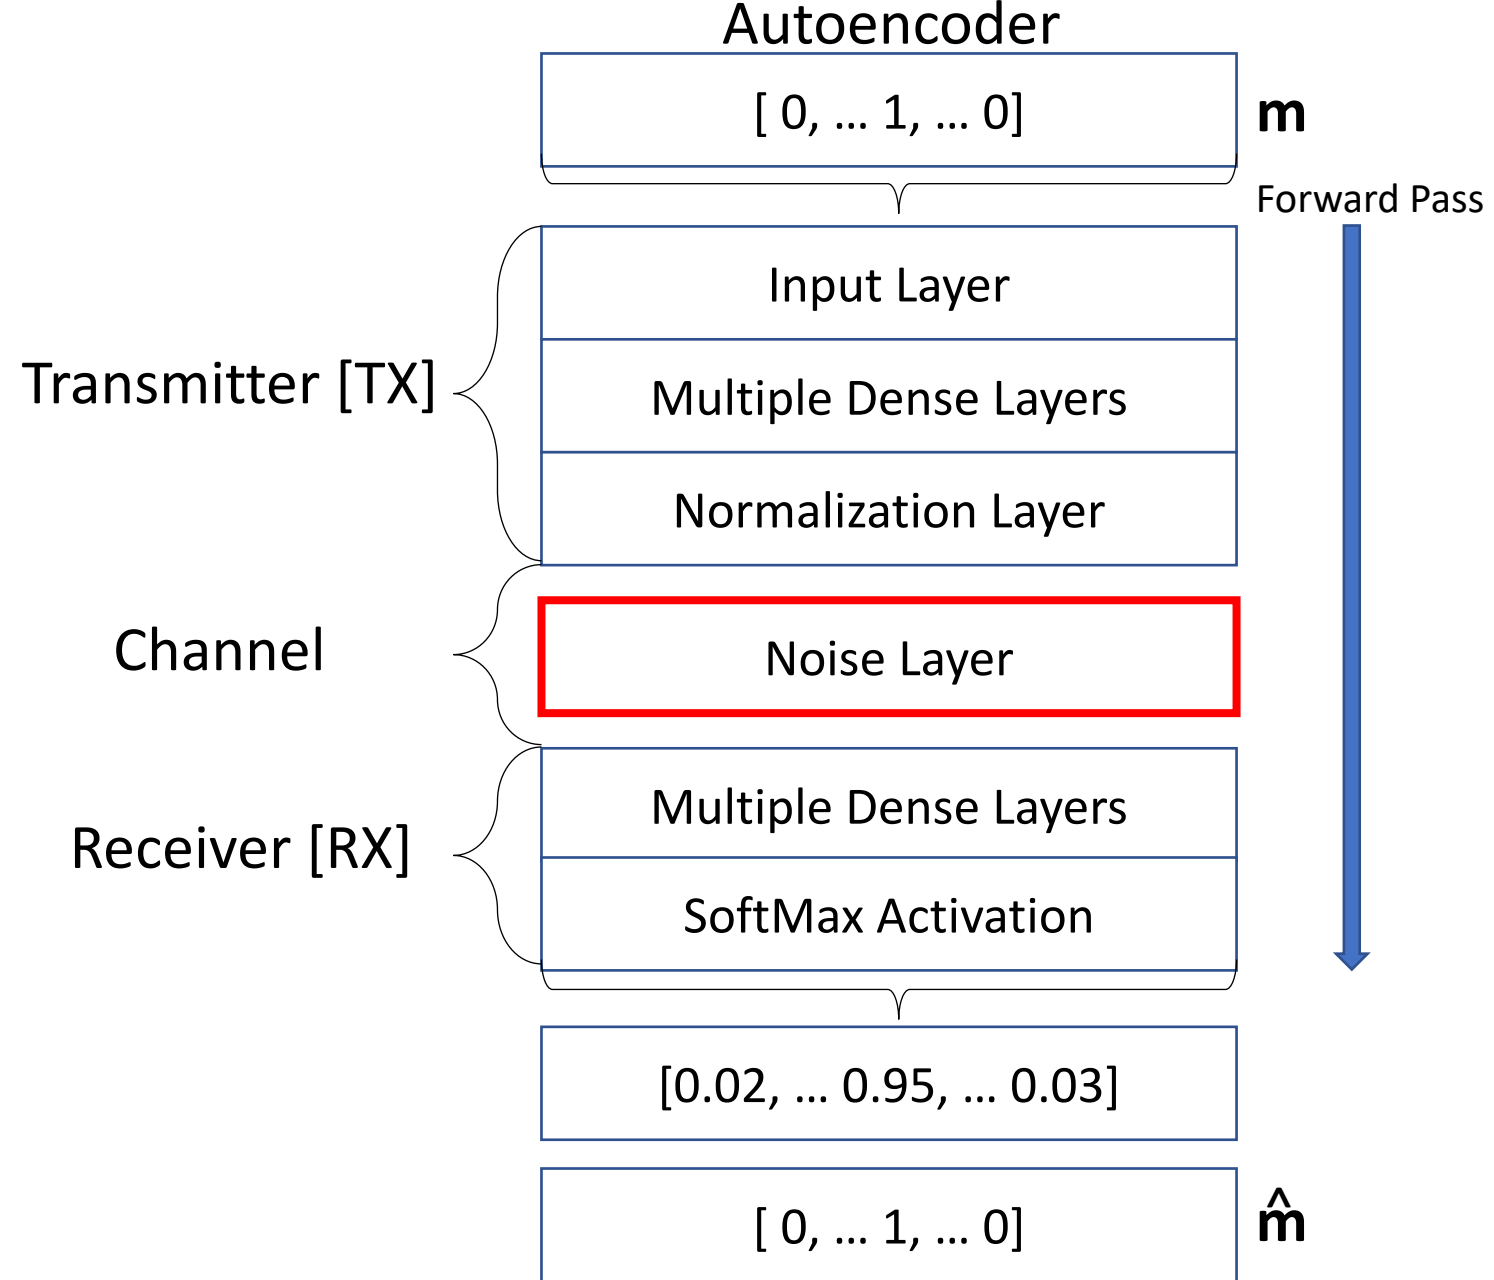 Autoencoder
[ 0, ... 1, ... 0]
m
Forward Pass
Input Layer
Transmitter [TX]
Multiple Dense Layers
Normalization Layer
Channel
Noise Layer
Multiple Dense Layers
Receiver [RX]
SoftMax Activation
[0.02, ... 0.95, ... 0.03]
[ 0, ... 1, ... 0]
m̂